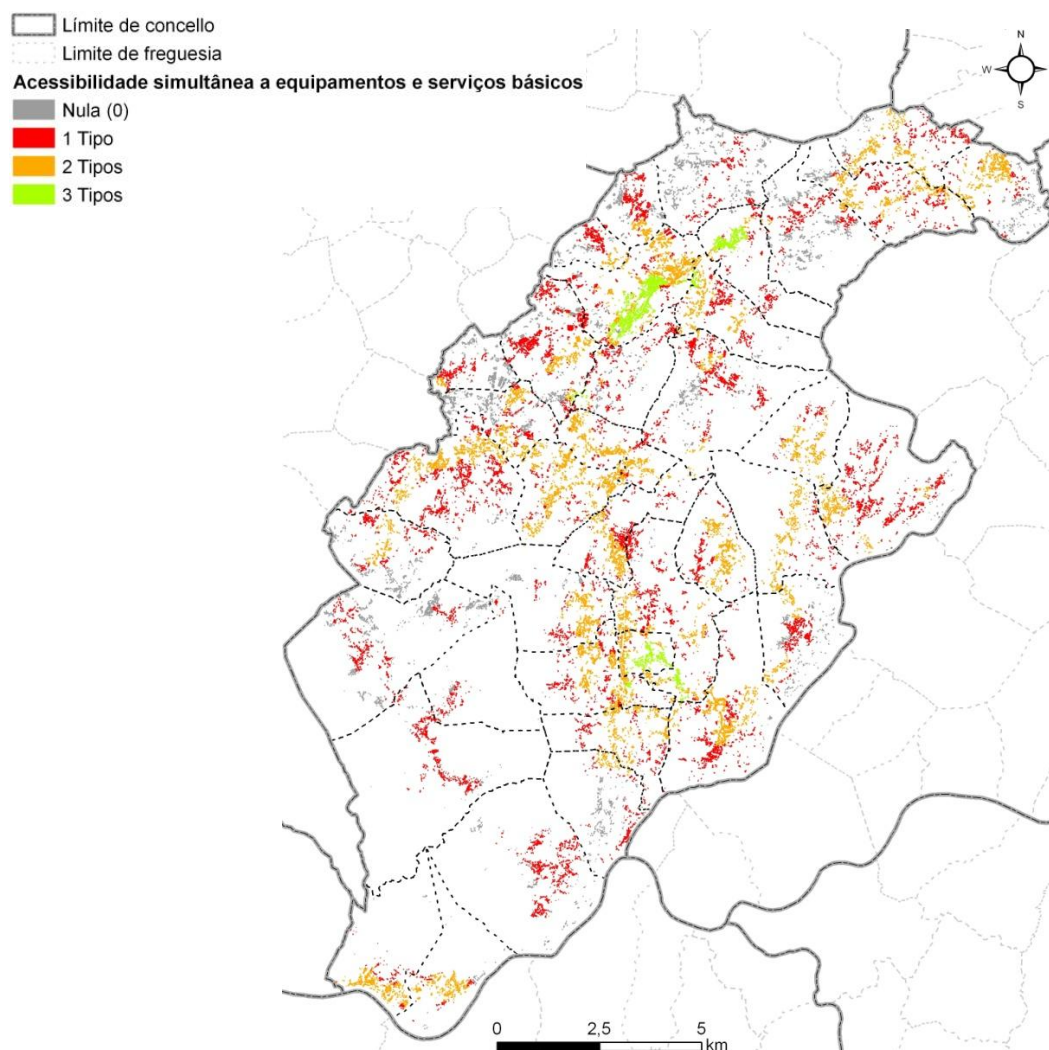 Límite de concello
Limite de freguesia
Acessibilidade simultânea a equipamentos e serviços básicos
Nula (0)
1 Tipo
2 Tipos
3 Tipos
N
W
S
0 2,5 5
km